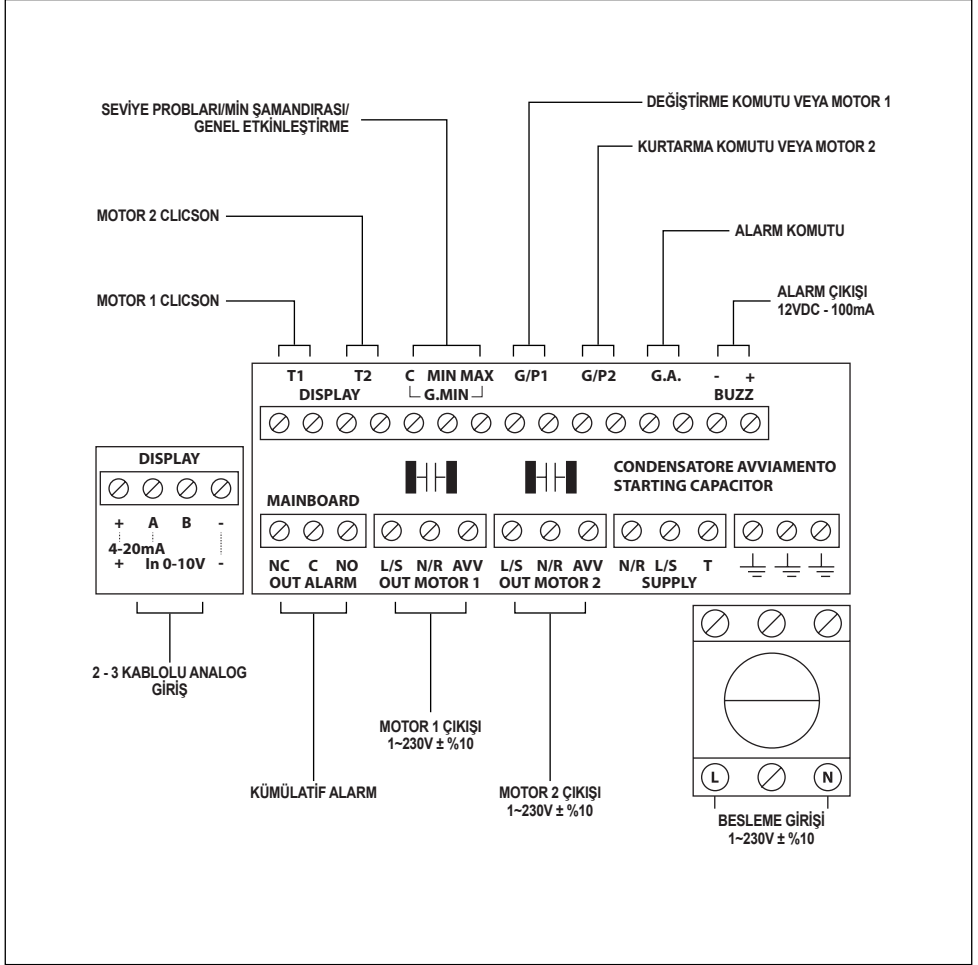 SEVİYE PROBLARI/MİN ŞAMANDIRASI/
GENEL ETKİNLEŞTİRME
DEĞİŞTİRME KOMUTU VEYA MOTOR 1
KURTARMA KOMUTU VEYA MOTOR 2
MOTOR 2 CLICSON
ALARM KOMUTU
MOTOR 1 CLICSON
ALARM ÇIKIŞI
12VDC - 100mA
T1 T2 C MIN MAX G/P1 G/P2 G.A. - +
DISPLAY G.MIN BUZZ
DISPLAY
+ A B -
4-20mA
+ In 0-10V -
CONDENSATORE AVVIAMENTO
STARTING CAPACITOR
MAINBOARD
NC C NO L/S N/R AVV L/S N/R AVV N/R L/S T
OUT ALARM OUT MOTOR 1 OUT MOTOR 2 SUPPLY
2 - 3 KABLOLU ANALOG
GİRİŞ
MOTOR 1 ÇIKIŞI
1~230V ± %10
KÜMÜLATİF ALARM
MOTOR 2 ÇIKIŞI
1~230V ± %10
L N
BESLEME GİRİŞİ
1~230V ± %10